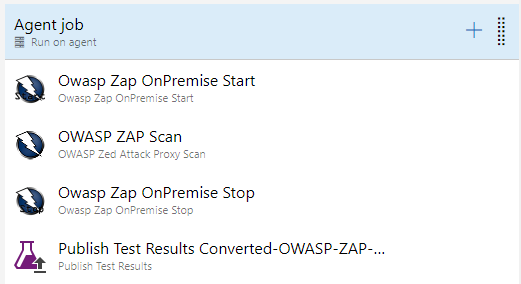 Agent job
Run on agent
Owasp Zap OnPremise Start
Owasp Zap OnPremise Start
OWASP ZAP Scan
OWASP Zed Attack Proxy Scan
Owasp Zap OnPremise Stop
Owasp Zap OnPremise Stop
Publish Test Results Converted-OWASP-ZAP-...
Publish Test Results